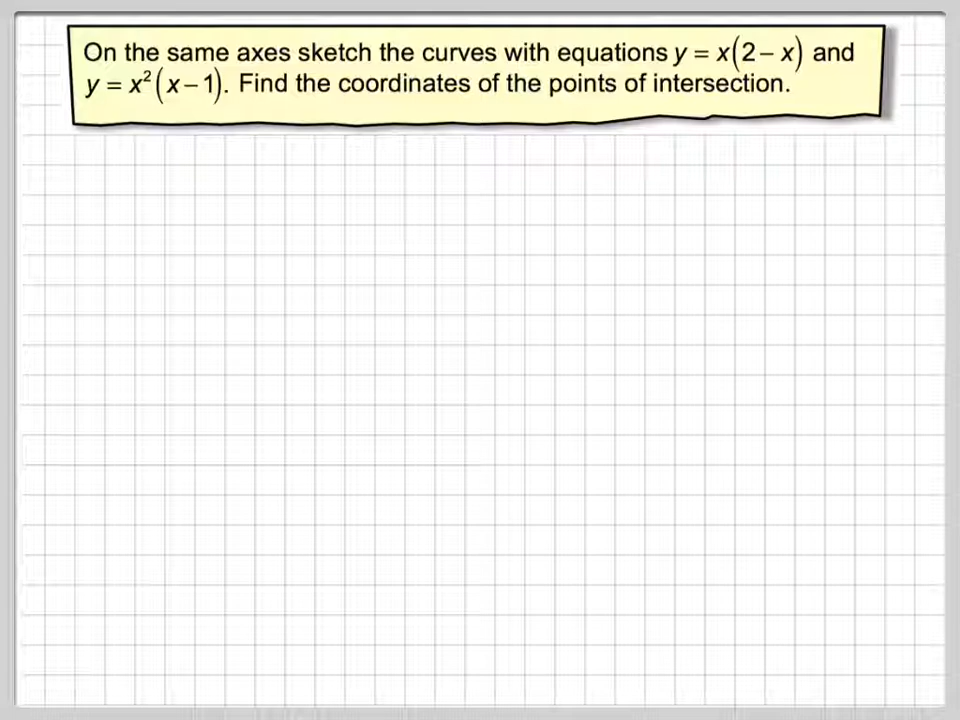 On the same axes sketch the curves with equations y = x(2 – x) and
y = x²(x – 1). Find the coordinates of the points of intersection.